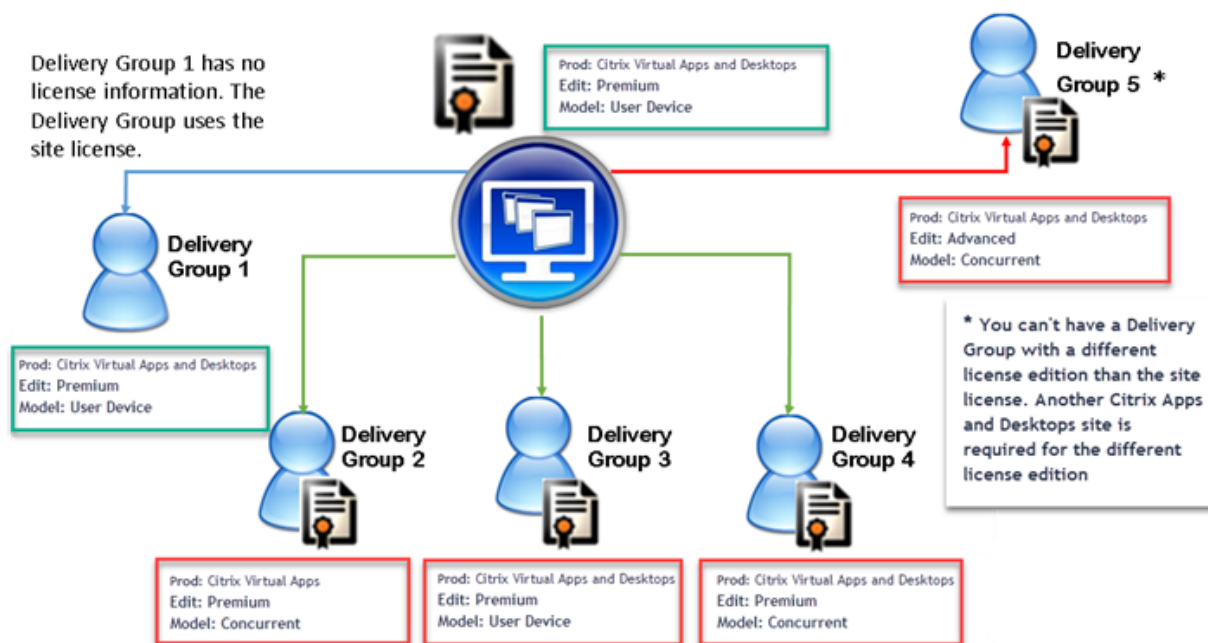 Delivery Group 1 has no
license information. The
Delivery Group uses the
site license.
Prod: Citrix Virtual Apps and Desktops
Edit: Premium
Model: User Device
Delivery
Group 5 *
Prod: Citrix Virtual Apps and Desktops
Edit: Advanced
Model: Concurrent
* You can't have a Delivery
Group with a different
license edition than the site
license. Another Citrix Apps
and Desktops site is
required for the different
license edition
Delivery
Group 1
Prod: Citrix Virtual Apps and Desktops
Edit: Premium
Model: User Device
Delivery
Group 2
Prod: Citrix Virtual Apps
Edit: Premium
Model: Concurrent
Delivery
Group 3
Prod: Citrix Virtual Apps and Desktops
Edit: Premium
Model: User Device
Delivery
Group 4
Prod: Citrix Virtual Apps and Desktops
Edit: Premium
Model: Concurrent